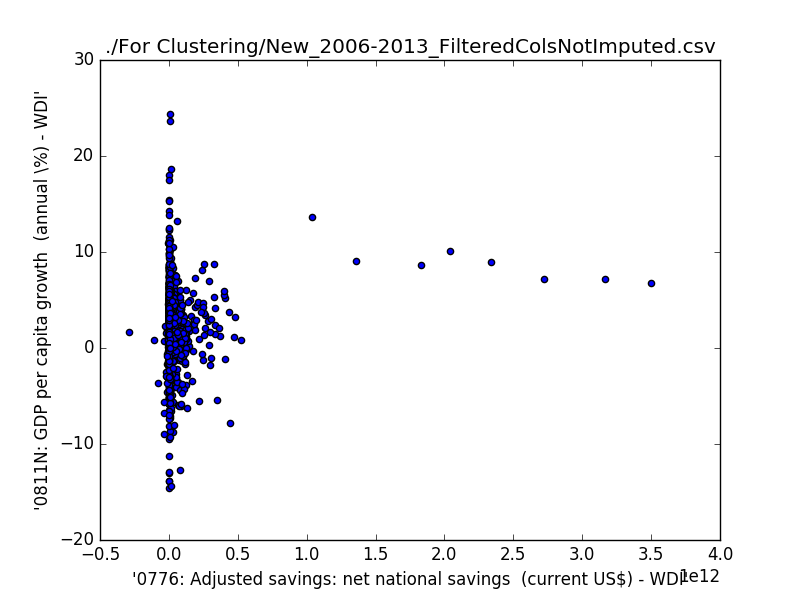 ./For Clustering/New_2006-2013_FilteredColsNotImputed.csv
30
20
10
0
−10
−20
'0811N: GDP per capita growth  (annual \%) - WDI'
−0.5 0.0 0.5 1.0 1.5 2.0 2.5 3.0 3.5 4.0
1e12
'0776: Adjusted savings: net national savings  (current US$) - WDI'